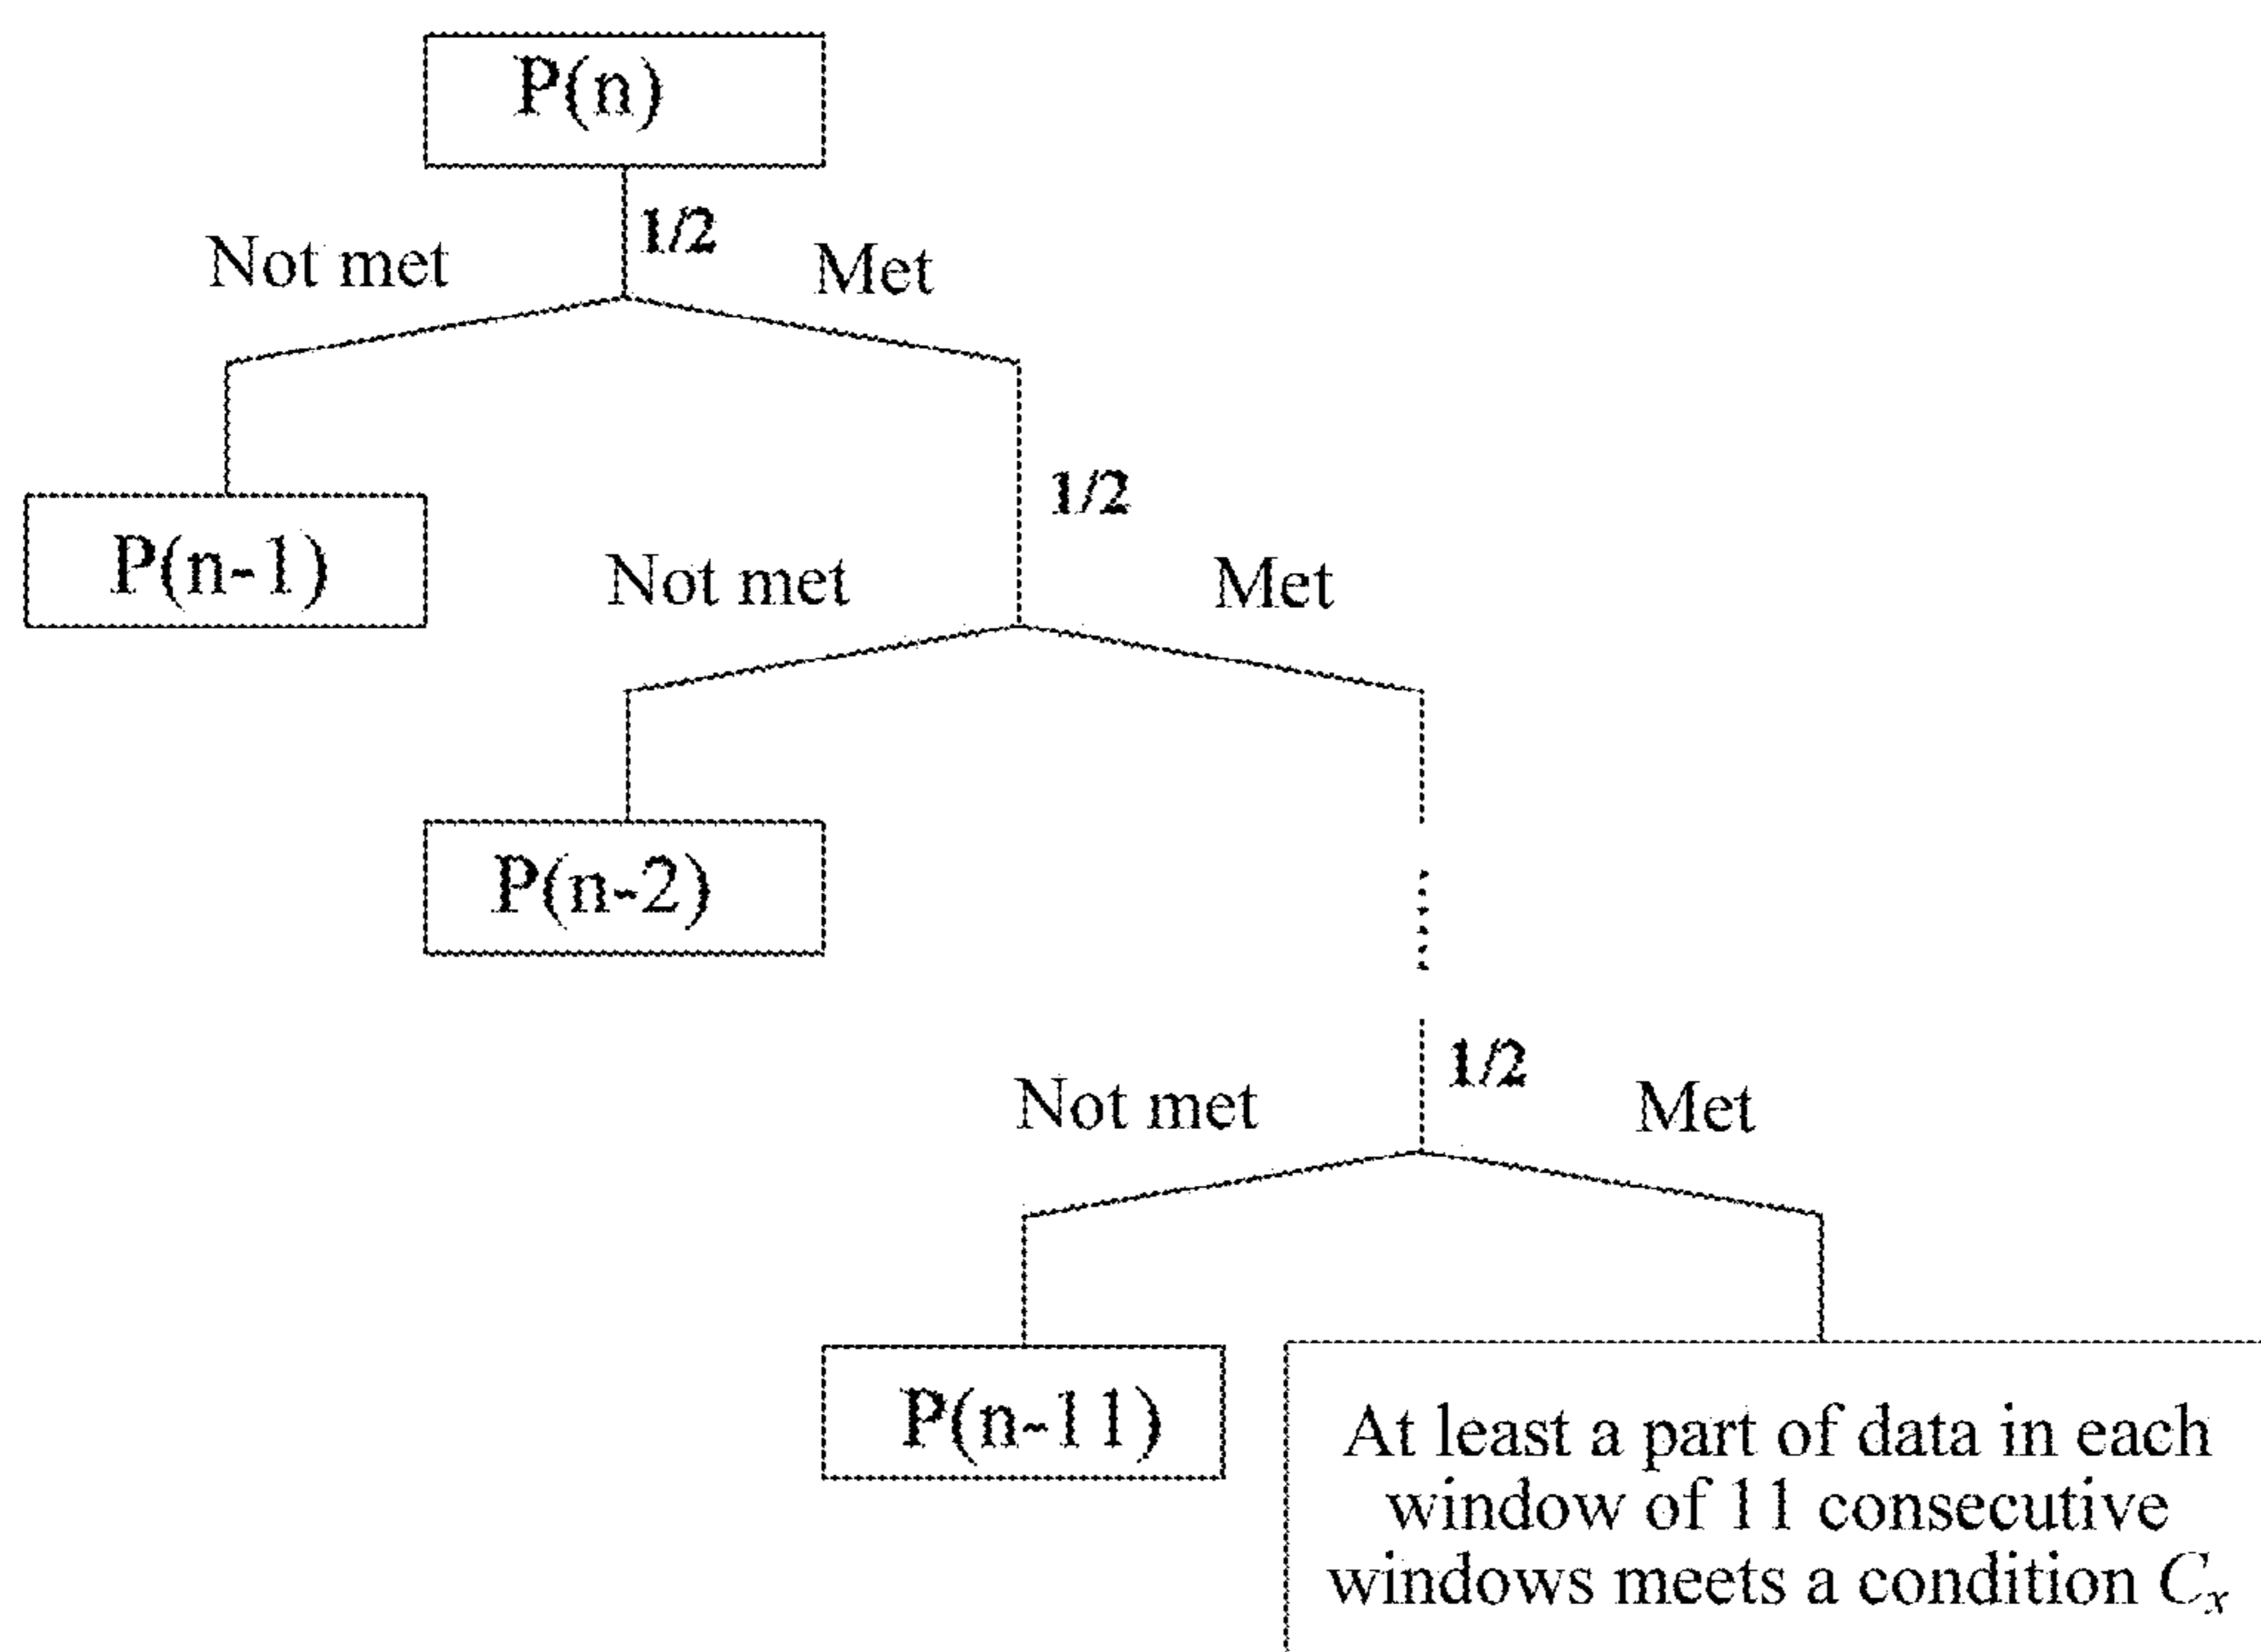 P(n)
1/2
Not met
Met
1/2
P(n-1)
Not met
Met
P(n-2)
1/2
Not met
Met
P(n-11)
At least a part of data in each
window of 11 consecutive
windows meets a condition Cx